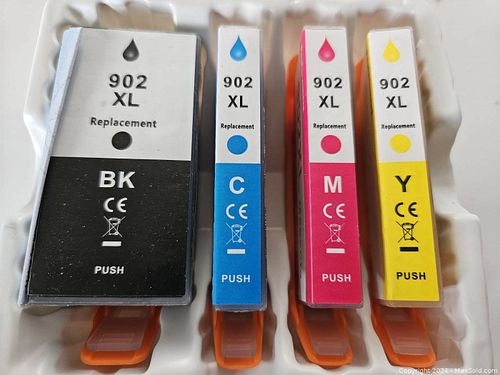 902
XL
Replacement
BK
CE
PUSH
902
XL
Replacement
C
CE
PUSH
902
XL
Replacement
M
CE
PUSH
902
XL
Replacement
Y
CE
PUSH
Copyright 2024 - MaxSold.com